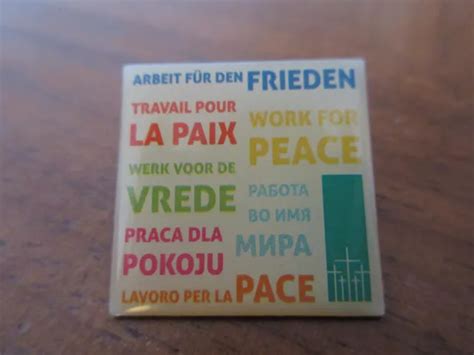 ARBEIT FÜR DEN FRIEDEN
TRAVAIL POUR
LA PAIX
WORK FOR
PEACE
WERK VOOR DE
VREDE
РАБОТА
ВО ИМЯ
МИРА
PRACA DLA
POKOJU
LAVORO PER LA PACE